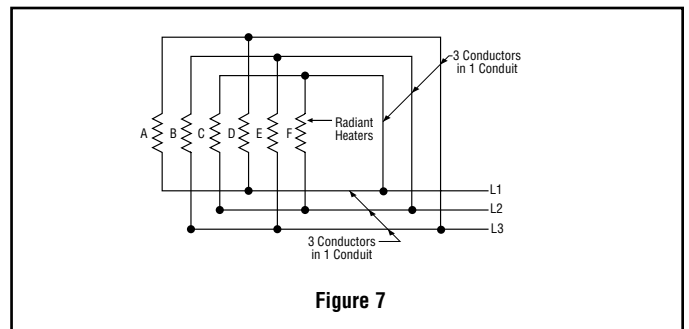 3 Conductors
in 1 Conduit
A B C D E F
Radiant
Heaters
L1
L2
L3
3 Conductors
in 1 Conduit
Figure 7